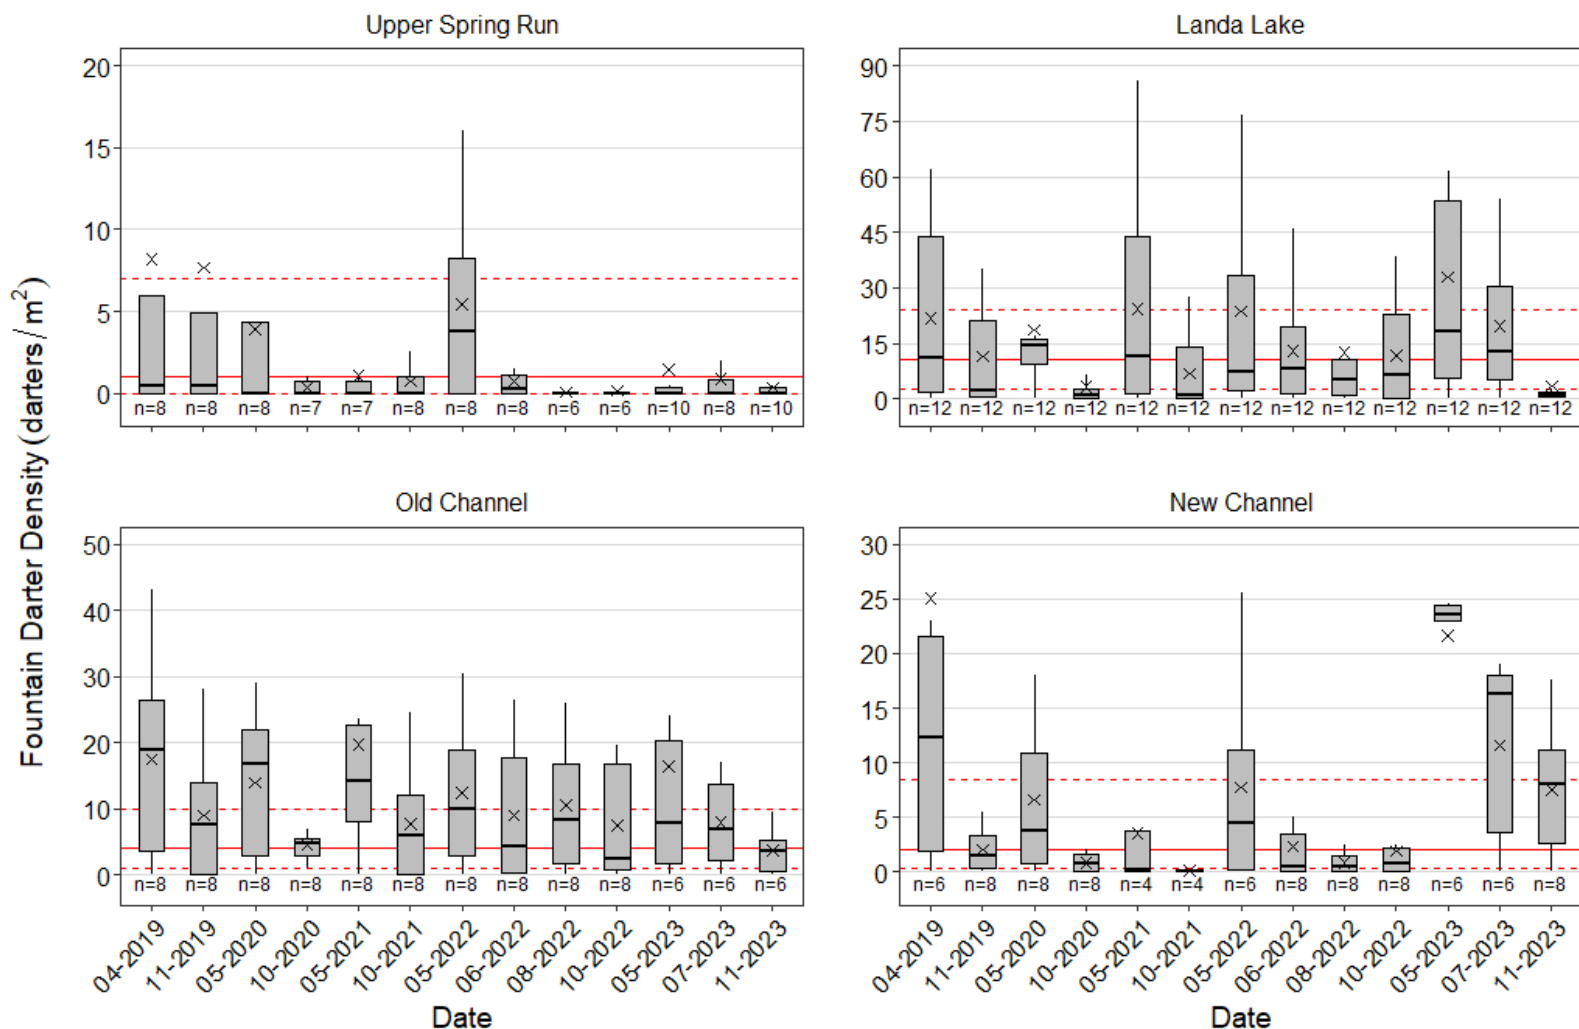 Upper Spring Run
Landa Lake
Fountain Darter Density (darters/m²)
20
15
10
5
0
n=8 n=8 n=8 n=7 n=7 n=8 n=8 n=8 n=6 n=6 n=10 n=8 n=10
90
75
60
45
30
15
0
n=12 n=12 n=12 n=12 n=12 n=12 n=12 n=12 n=12 n=12 n=12 n=12 n=12
Old Channel
New Channel
50
40
30
20
10
0
n=8 n=8 n=8 n=8 n=8 n=8 n=8 n=8 n=8 n=8 n=6 n=6 n=6
04-2019 11-2019 05-2020 10-2020 05-2021 10-2021 05-2022 06-2022 08-2022 10-2022 05-2023 07-2023 11-2023
Date
30
25
20
15
10
5
0
n=6 n=8 n=8 n=8 n=4 n=4 n=6 n=8 n=8 n=8 n=6 n=6 n=8
04-2019 11-2019 05-2020 10-2020 05-2021 10-2021 05-2022 06-2022 08-2022 10-2022 05-2023 07-2023 11-2023
Date